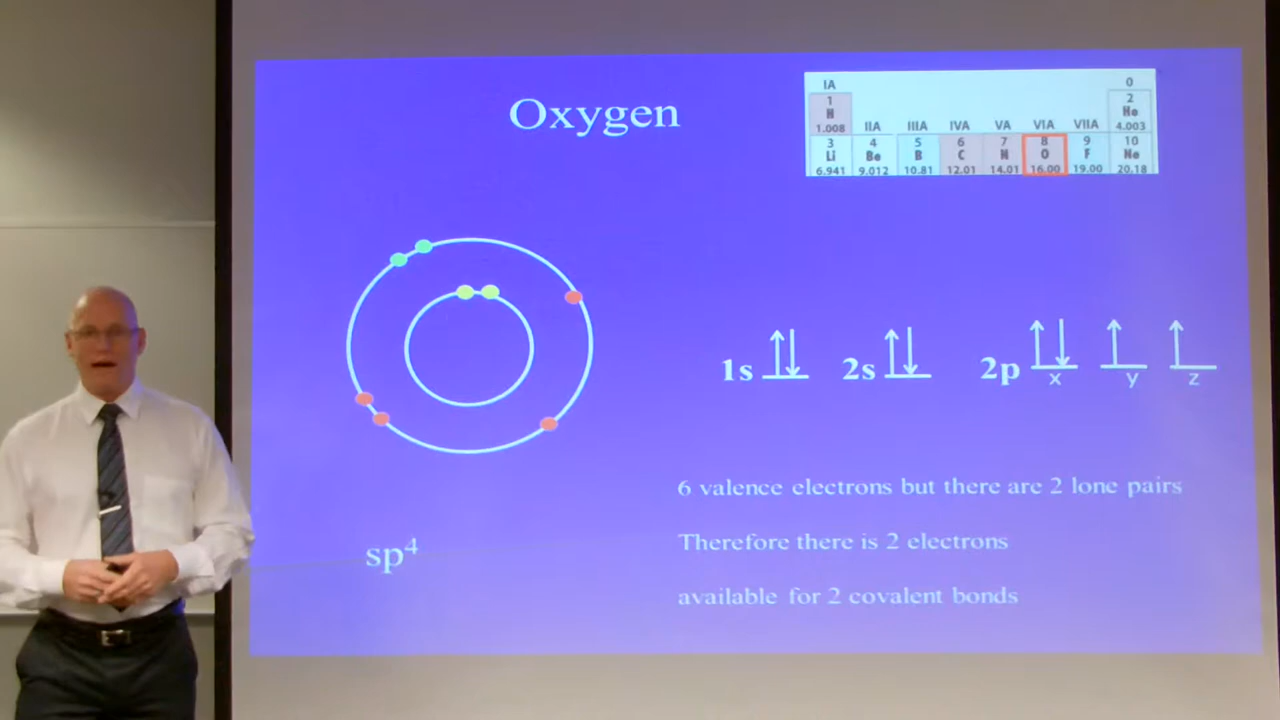 Oxygen
IA 0
1 2
H He
1.008 IIA IIIA IVA VA VIA VIIA 4.003
3 4 5 6 7 8 9 10
Li Be B C N O F Ne
6.941 9.012 10.81 12.01 14.01 16.00 19.00 20.18
1s 2s 2p x y z
6 valence electrons but there are 2 lone pairs
Therefore there is 2 electrons
available for 2 covalent bonds
sp⁴